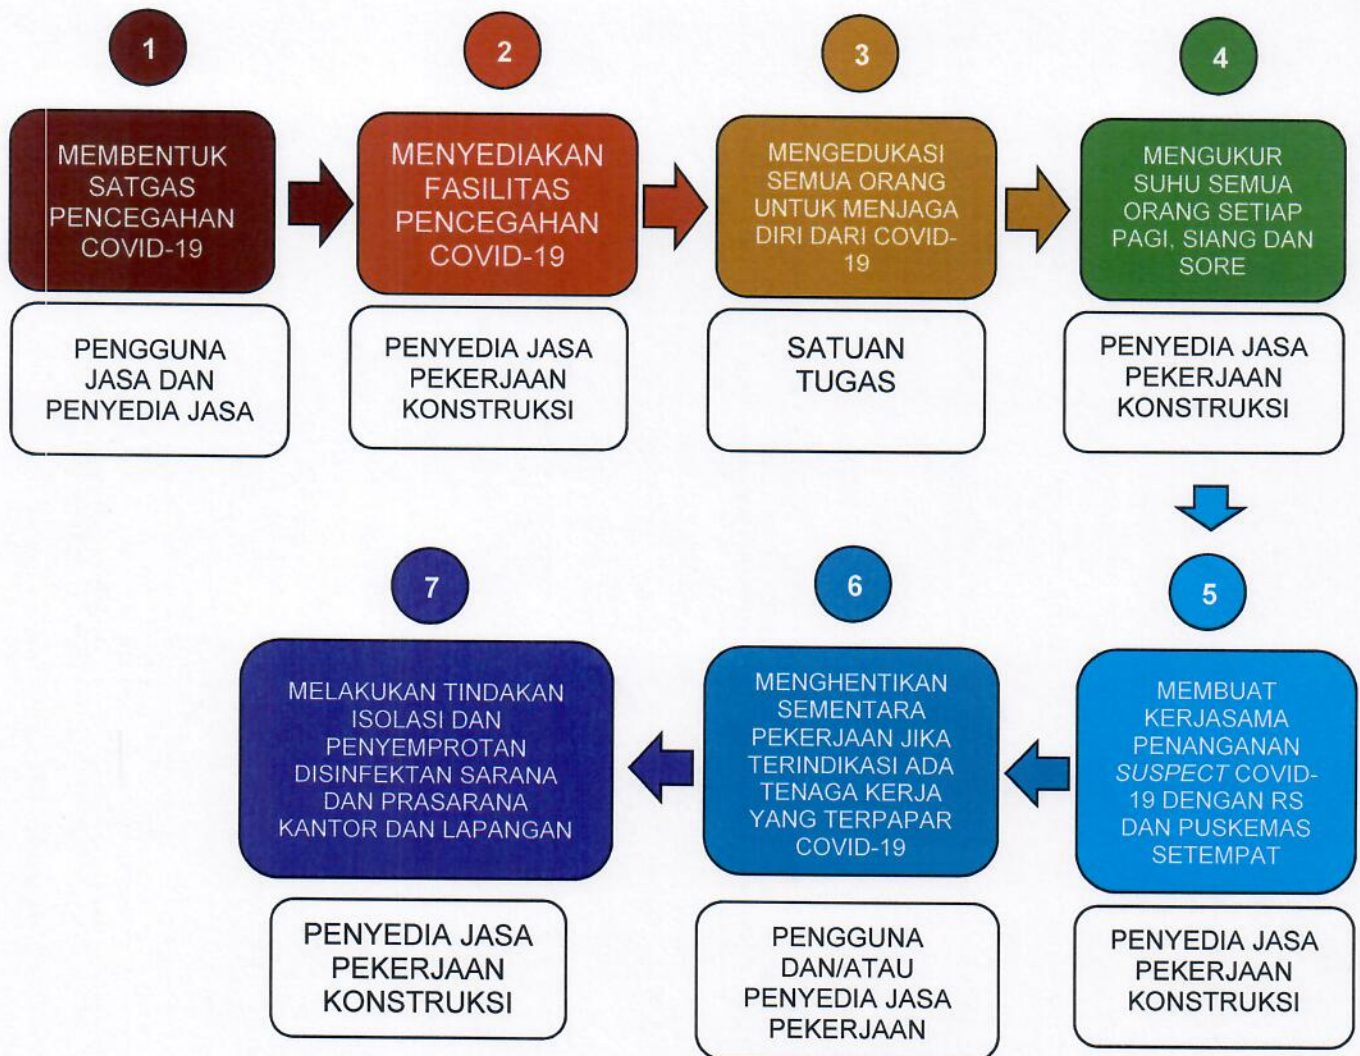 1
MEMBENTUK
SATGAS
PENCEGAHAN
COVID-19
PENGGUNA
JASA DAN
PENYEDIA JASA
2
MENYEDIAKAN
FASILITAS
PENCEGAHAN
COVID-19
PENYEDIA JASA
PEKERJAAN
KONSTRUKSI
3
MENGEDUKASI
SEMUA ORANG
UNTUK MENJAGA
DIRI DARI COVID-
19
SATUAN
TUGAS
4
MENGUKUR
SUHU SEMUA
ORANG SETIAP
PAGI, SIANG DAN
SORE
PENYEDIA JASA
PEKERJAAN
KONSTRUKSI
5
MEMBUAT
KERJASAMA
PENANGANAN
SUSPECT COVID-
19 DENGAN RS
DAN PUSKEMAS
SETEMPAT
PENYEDIA JASA
PEKERJAAN
KONSTRUKSI
6
MENGHENTIKAN
SEMENTARA
PEKERJAAN JIKA
TERINDIKASI ADA
TENAGA KERJA
YANG TERPAPAR
COVID-19
PENGGUNA
DAN/ATAU
PENYEDIA JASA
PEKERJAAN
7
MELAKUKAN TINDAKAN
ISOLASI DAN
PENYEMPROTAN
DISINFEKTAN SARANA
DAN PRASARANA
KANTOR DAN LAPANGAN
PENYEDIA JASA
PEKERJAAN
KONSTRUKSI